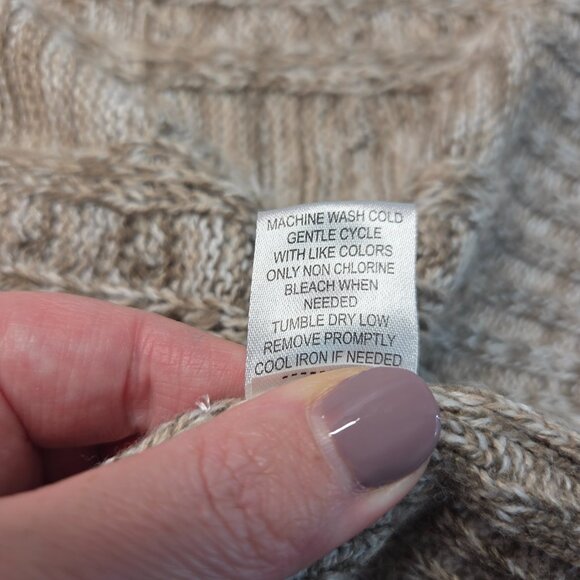 MACHINE WASH COLD
GENTLE CYCLE
WITH LIKE COLORS
ONLY NON CHLORINE
BLEACH WHEN
NEEDED
TUMBLE DRY LOW
REMOVE PROMPTLY
COOL IRON IF NEEDED